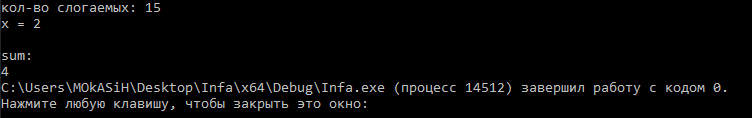 кол-во слогаемых: 15
x = 2
sum:
4
C:\Users\MOkASiH\Desktop\Infa\x64\Debug\Infa.exe (процесс 14512) завершил работу с кодом 0.
Нажмите любую клавишу, чтобы закрыть это окно: